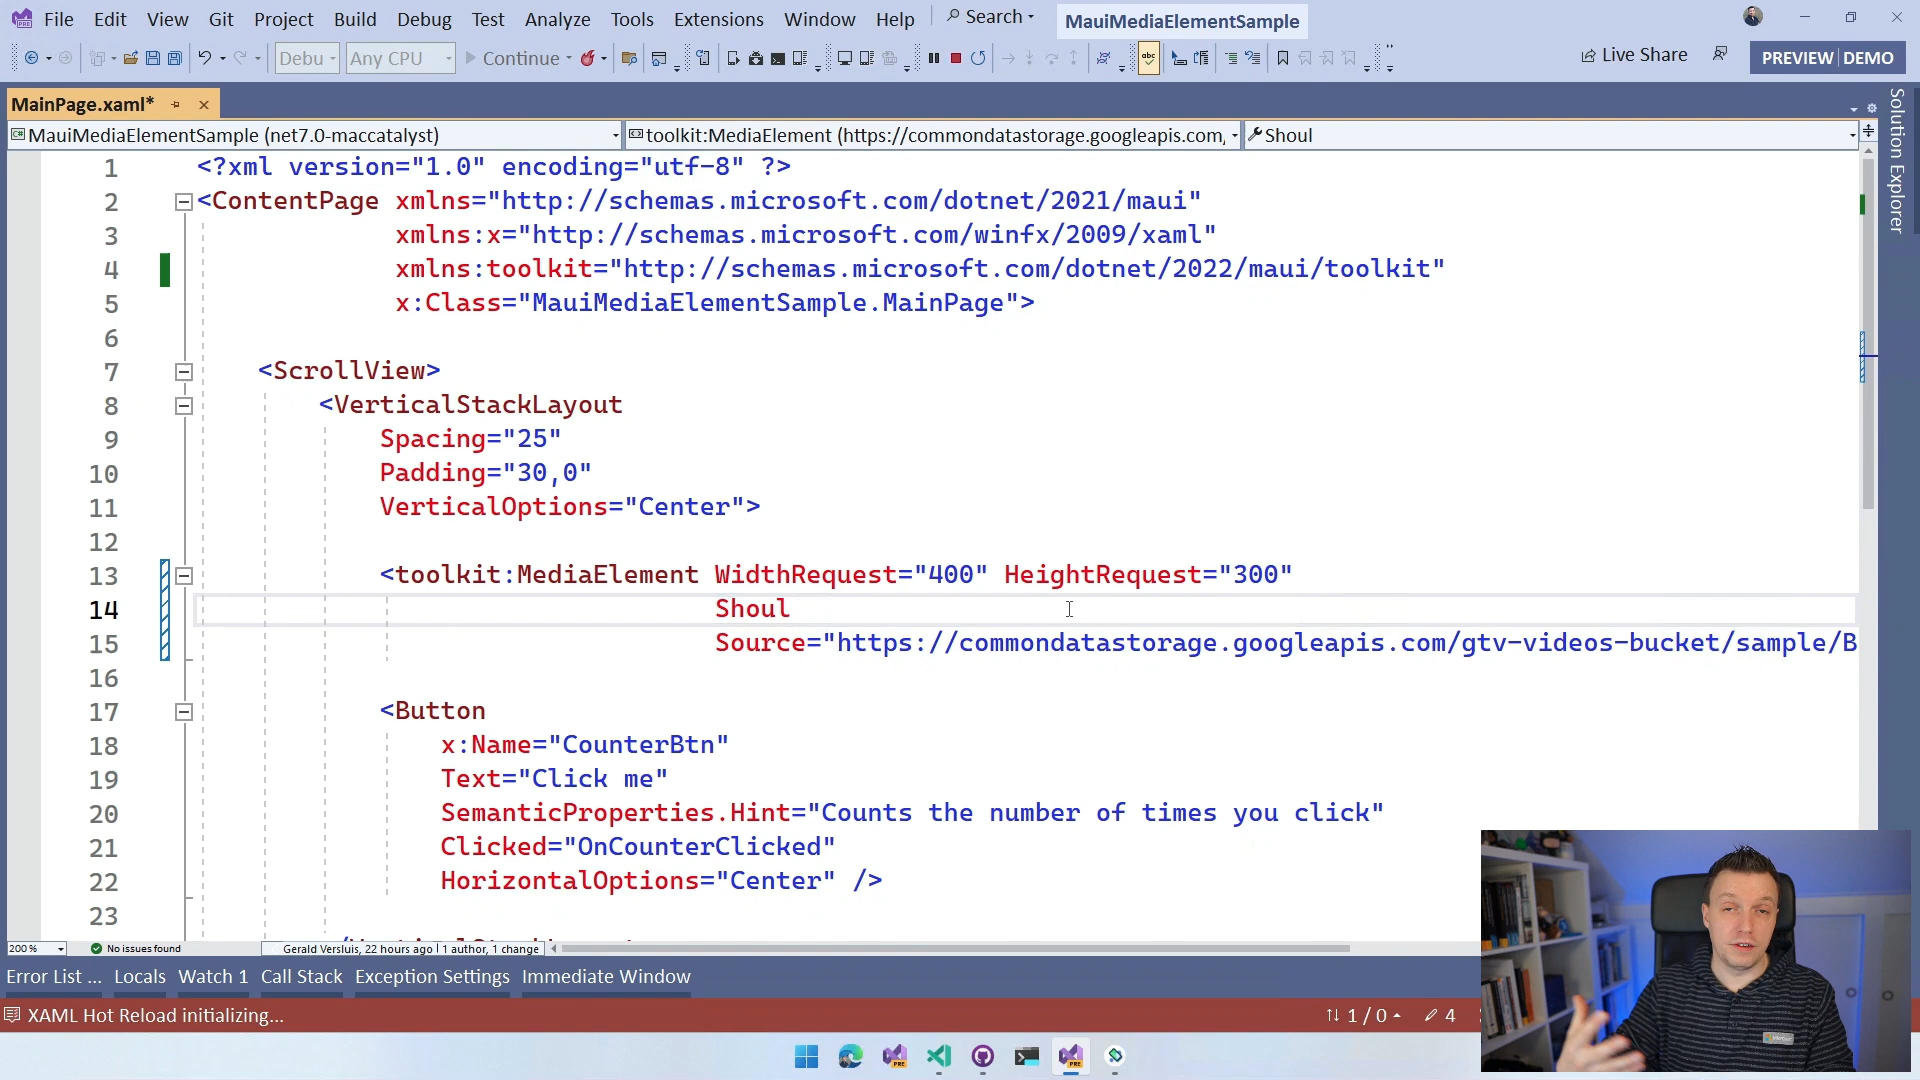 File Edit View Git Project Build Debug Test Analyze Tools Extensions Window Help Search MauiMediaElementSample
Debu Any CPU Continue Live Share PREVIEW DEMO
MainPage.xaml*
MauiMediaElementSample (net7.0-maccatalyst) toolkit:MediaElement (https://commondatastorage.googleapis.com, Shoul
Solution Explorer
1 <?xml version="1.0" encoding="utf-8" ?>
2 <ContentPage xmlns="http://schemas.microsoft.com/dotnet/2021/maui"
3 xmlns:x="http://schemas.microsoft.com/winfx/2009/xaml"
4 xmlns:toolkit="http://schemas.microsoft.com/dotnet/2022/maui/toolkit"
5 x:Class="MauiMediaElementSample.MainPage">
6
7 <ScrollView>
8 <VerticalStackLayout
9 Spacing="25"
10 Padding="30,0"
11 VerticalOptions="Center">
12
13 <toolkit:MediaElement WidthRequest="400" HeightRequest="300"
14 Shoul
15 Source="https://commondatastorage.googleapis.com/gtv-videos-bucket/sample/B
16
17 <Button
18 x:Name="CounterBtn"
19 Text="Click me"
20 SemanticProperties.Hint="Counts the number of times you click"
21 Clicked="OnCounterClicked"
22 HorizontalOptions="Center" />
23
200 % No issues found Gerald Versluis, 22 hours ago | 1 author, 1 change
Error List ... Locals Watch 1 Call Stack Exception Settings Immediate Window
XAML Hot Reload initializing... 1 / 0 4